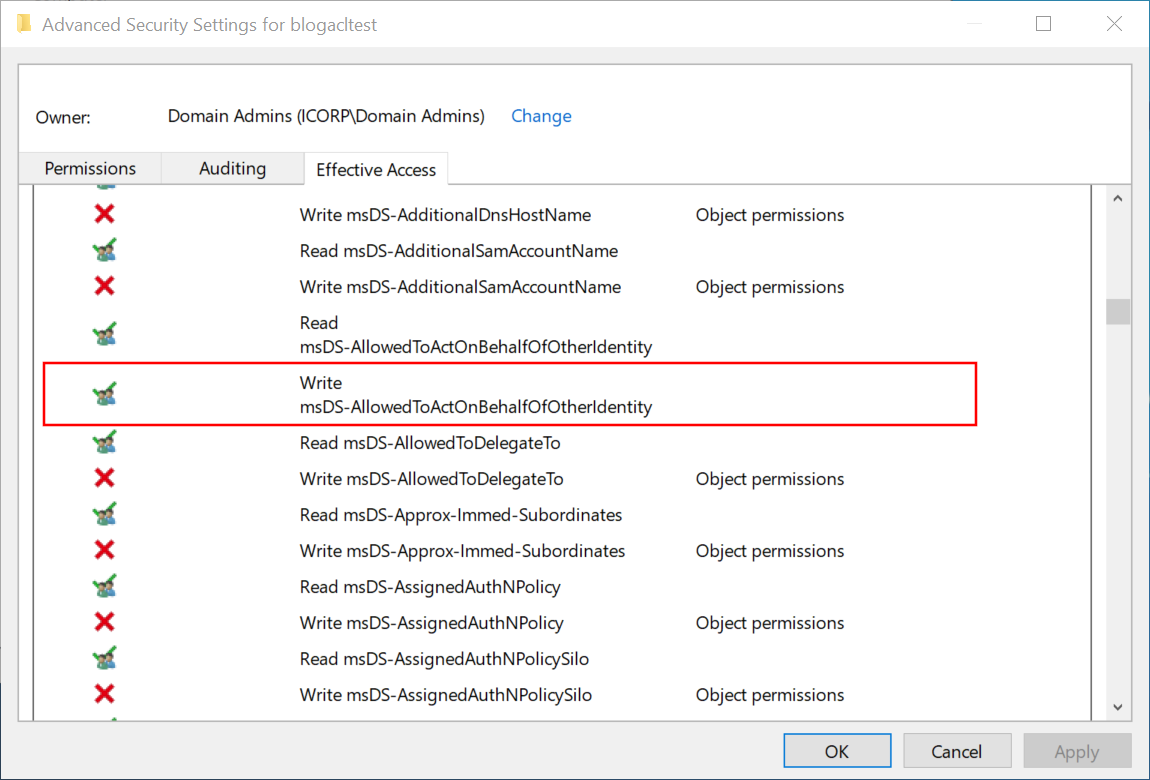 Advanced Security Settings for blogacltest
Owner: Domain Admins (ICORP\Domain Admins) Change
Permissions Auditing Effective Access
Write msDS-AdditionalDnsHostName Object permissions
Read msDS-AdditionalSamAccountName
Write msDS-AdditionalSamAccountName Object permissions
Read
msDS-AllowedToActOnBehalfOfOtherIdentity
Write
msDS-AllowedToActOnBehalfOfOtherIdentity
Read msDS-AllowedToDelegateTo
Write msDS-AllowedToDelegateTo Object permissions
Read msDS-Approx-Immed-Subordinates
Write msDS-Approx-Immed-Subordinates Object permissions
Read msDS-AssignedAuthNPolicy
Write msDS-AssignedAuthNPolicy Object permissions
Read msDS-AssignedAuthNPolicySilo
Write msDS-AssignedAuthNPolicySilo Object permissions
OK Cancel Apply